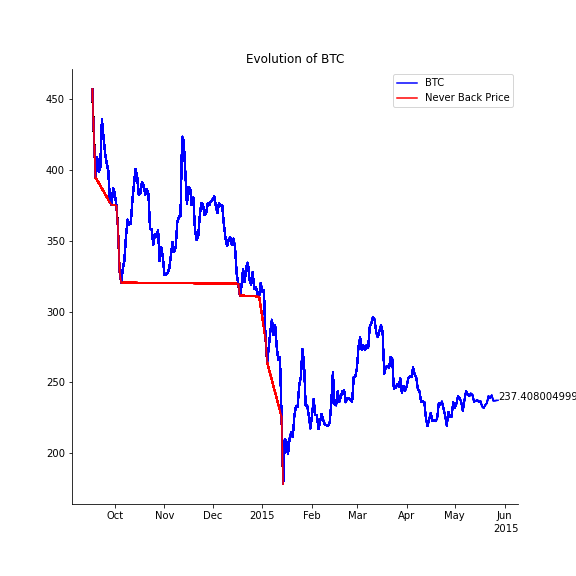 Evolution of BTC
BTC
Never Back Price
450
400
350
300
250
200
237.408004999
Oct
Nov
Dec
2015
Feb
Mar
Apr
May
Jun
2015